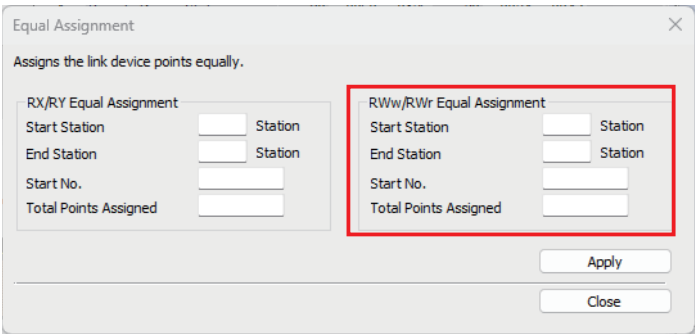 Equal Assignment
Assigns the link device points equally.
RX/RY Equal Assignment
Start Station Station
End Station Station
Start No.
Total Points Assigned
RWw/RWr Equal Assignment
Start Station Station
End Station Station
Start No.
Total Points Assigned
Apply
Close